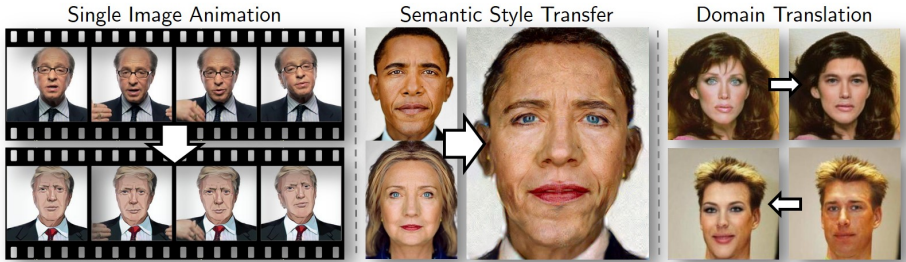 Single Image Animation
Semantic Style Transfer
Domain Translation